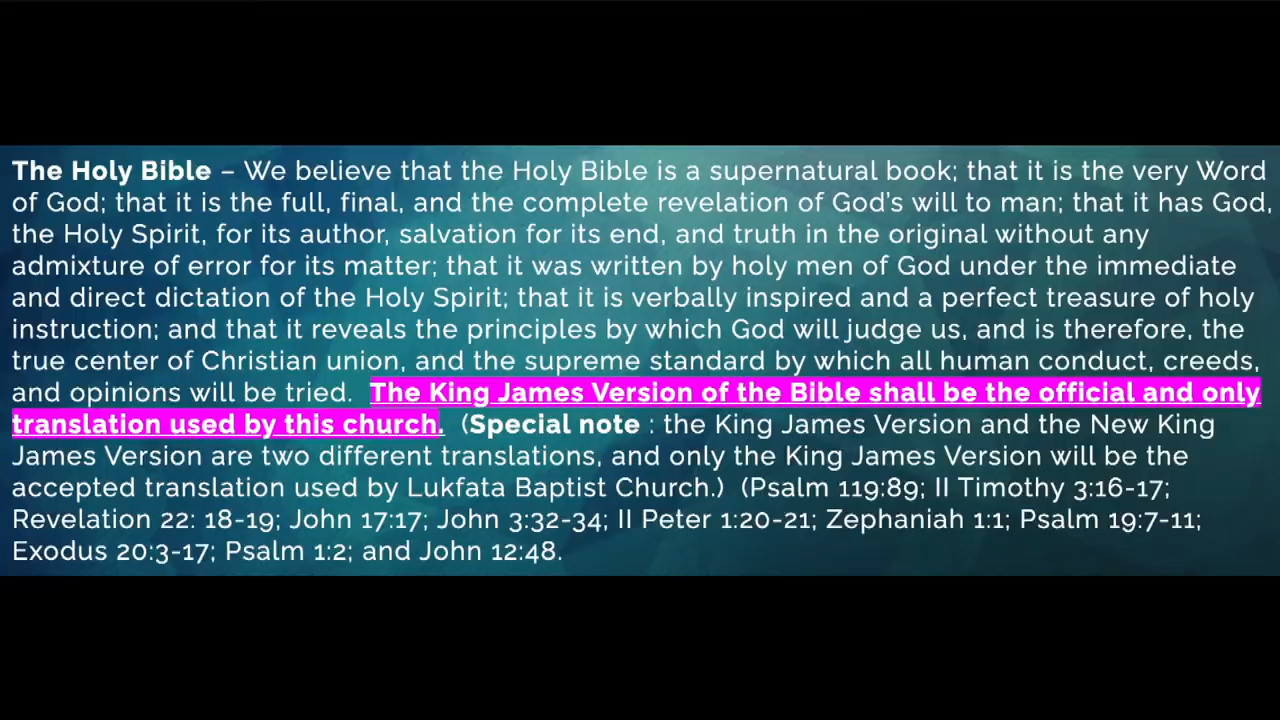 The Holy Bible – We believe that the Holy Bible is a supernatural book; that it is the very Word
of God; that it is the full, final, and the complete revelation of God's will to man; that it has God,
the Holy Spirit, for its author, salvation for its end, and truth in the original without any
admixture of error for its matter; that it was written by holy men of God under the immediate
and direct dictation of the Holy Spirit; that it is verbally inspired and a perfect treasure of holy
instruction; and that it reveals the principles by which God will judge us, and is therefore, the
true center of Christian union, and the supreme standard by which all human conduct, creeds,
and opinions will be tried. The King James Version of the Bible shall be the official and only
translation used by this church. (Special note : the King James Version and the New King
James Version are two different translations, and only the King James Version will be the
accepted translation used by Lukfata Baptist Church.) (Psalm 119:89; II Timothy 3:16-17;
Revelation 22: 18-19; John 17:17; John 3:32-34; II Peter 1:20-21; Zephaniah 1:1; Psalm 19:7-11;
Exodus 20:3-17; Psalm 1:2; and John 12:48.